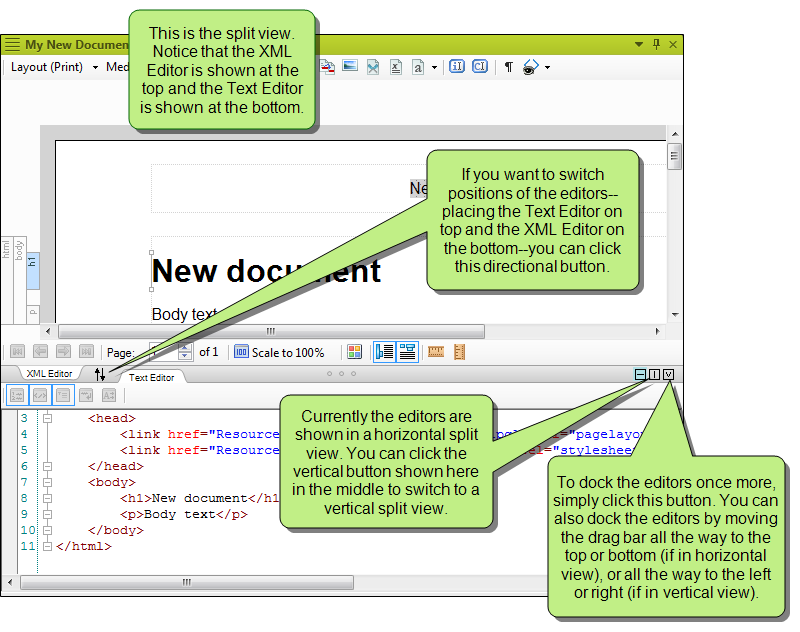 This is the split view.
Notice that the XML
Editor is shown at the
top and the Text Editor
is shown at the bottom.
My New Documen
Layout (Print) Med
If you want to switch
positions of the editors--
placing the Text Editor on
top and the XML Editor on
the bottom--you can click
this directional button.
Ne
html
body
h1
p
New document
Body text
Page: of 1 Scale to 100%
XML Editor Text Editor
3 <head>
4 <link href="Resource
5 <link href="Resource
6 </head>
7 <body>
8 <h1>New document</h1
9 <p>Body text</p>
10 </body>
11 </html>
="pagelayou
el="styleshee
Currently the editors are
shown in a horizontal split
view. You can click the
vertical button shown here
in the middle to switch to a
vertical split view.
To dock the editors once more,
simply click this button. You can
also dock the editors by moving
the drag bar all the way to the
top or bottom (if in horizontal
view), or all the way to the left
or right (if in vertical view).